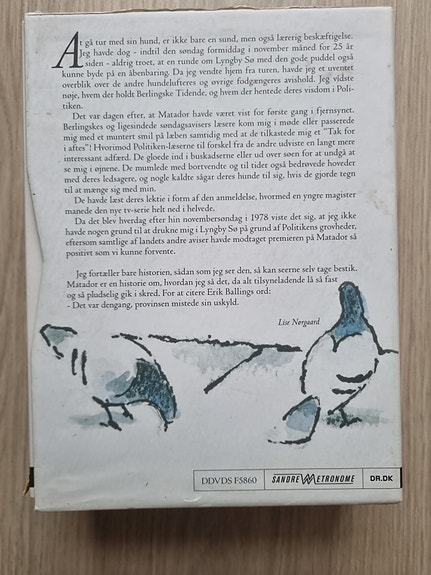 At gå tur med sin hund, er ikke bare en sund, men også lærerig beskæftigelse.
Jeg havde dog - indtil den søndag formiddag i november måned for 25 år
siden - aldrig troet, at en runde om Lyngby Sø med den gode puddel også
kunne byde på en åbenbaring. Da jeg vendte hjem fra turen, havde jeg et uventet
overblik over de andre hundelufteres og fredagsfængeres avishold. Jeg vidste
nøje, hvem der holdt Berlingske Tidende, og hvem der hentede deres visdom i Poli-
tiken.
Det var dagen efter, at Matador havde været vist for første gang i fjernsynet.
Berlingskes og ligesindede søndagsavisers læsere kom mig i møde eller passerede
mig med et muntert smil på læben samtidig med at de tilkastede mig et "Tak for
i aftes"! Hvorimod Politiken-læserne til forskel fra de andre udviste en langt mere
interessant adfærd. De gloede ind i buskadserne eller ud over søen for at undgå at
se mig i øjnene. De mumlede med bortvendte og til tider også bedrøvede hoveder
med deres ledsagere, og nogle kaldte ságar deres hunde til sig, hvis de gjorde tegn
til at mænge sig med min.
De havde læst deres lektie i form af den anmeldelse, hvormed en yngre magister
manede den nye tv-serie helt ned i helvede.
Da det blev hverdag efter hin novembersøndag i 1978 viste det sig, at jeg ikke
havde nogen grund til at drukne mig i Lyngby Sø på grund af Politikens grovheder,
eftersom samtlige af landets andre aviser havde modtaget premieren på Matador så
positivt som vi kunne forvente.
Jeg fortæller bare historien, sådan som jeg ser den, så kan seerne selv tage bestik.
Matador er en historie om, hvordan jeg så det, da alt tilsyneladende lå så fast
og så pludselig gik i skred. For at citere Erik Ballings ord:
- Det var dengang, provinsen mistede sin uskyld.
Lise Nørgaard
DDVDS F5860
SANDREW METRONOME
DR.DK